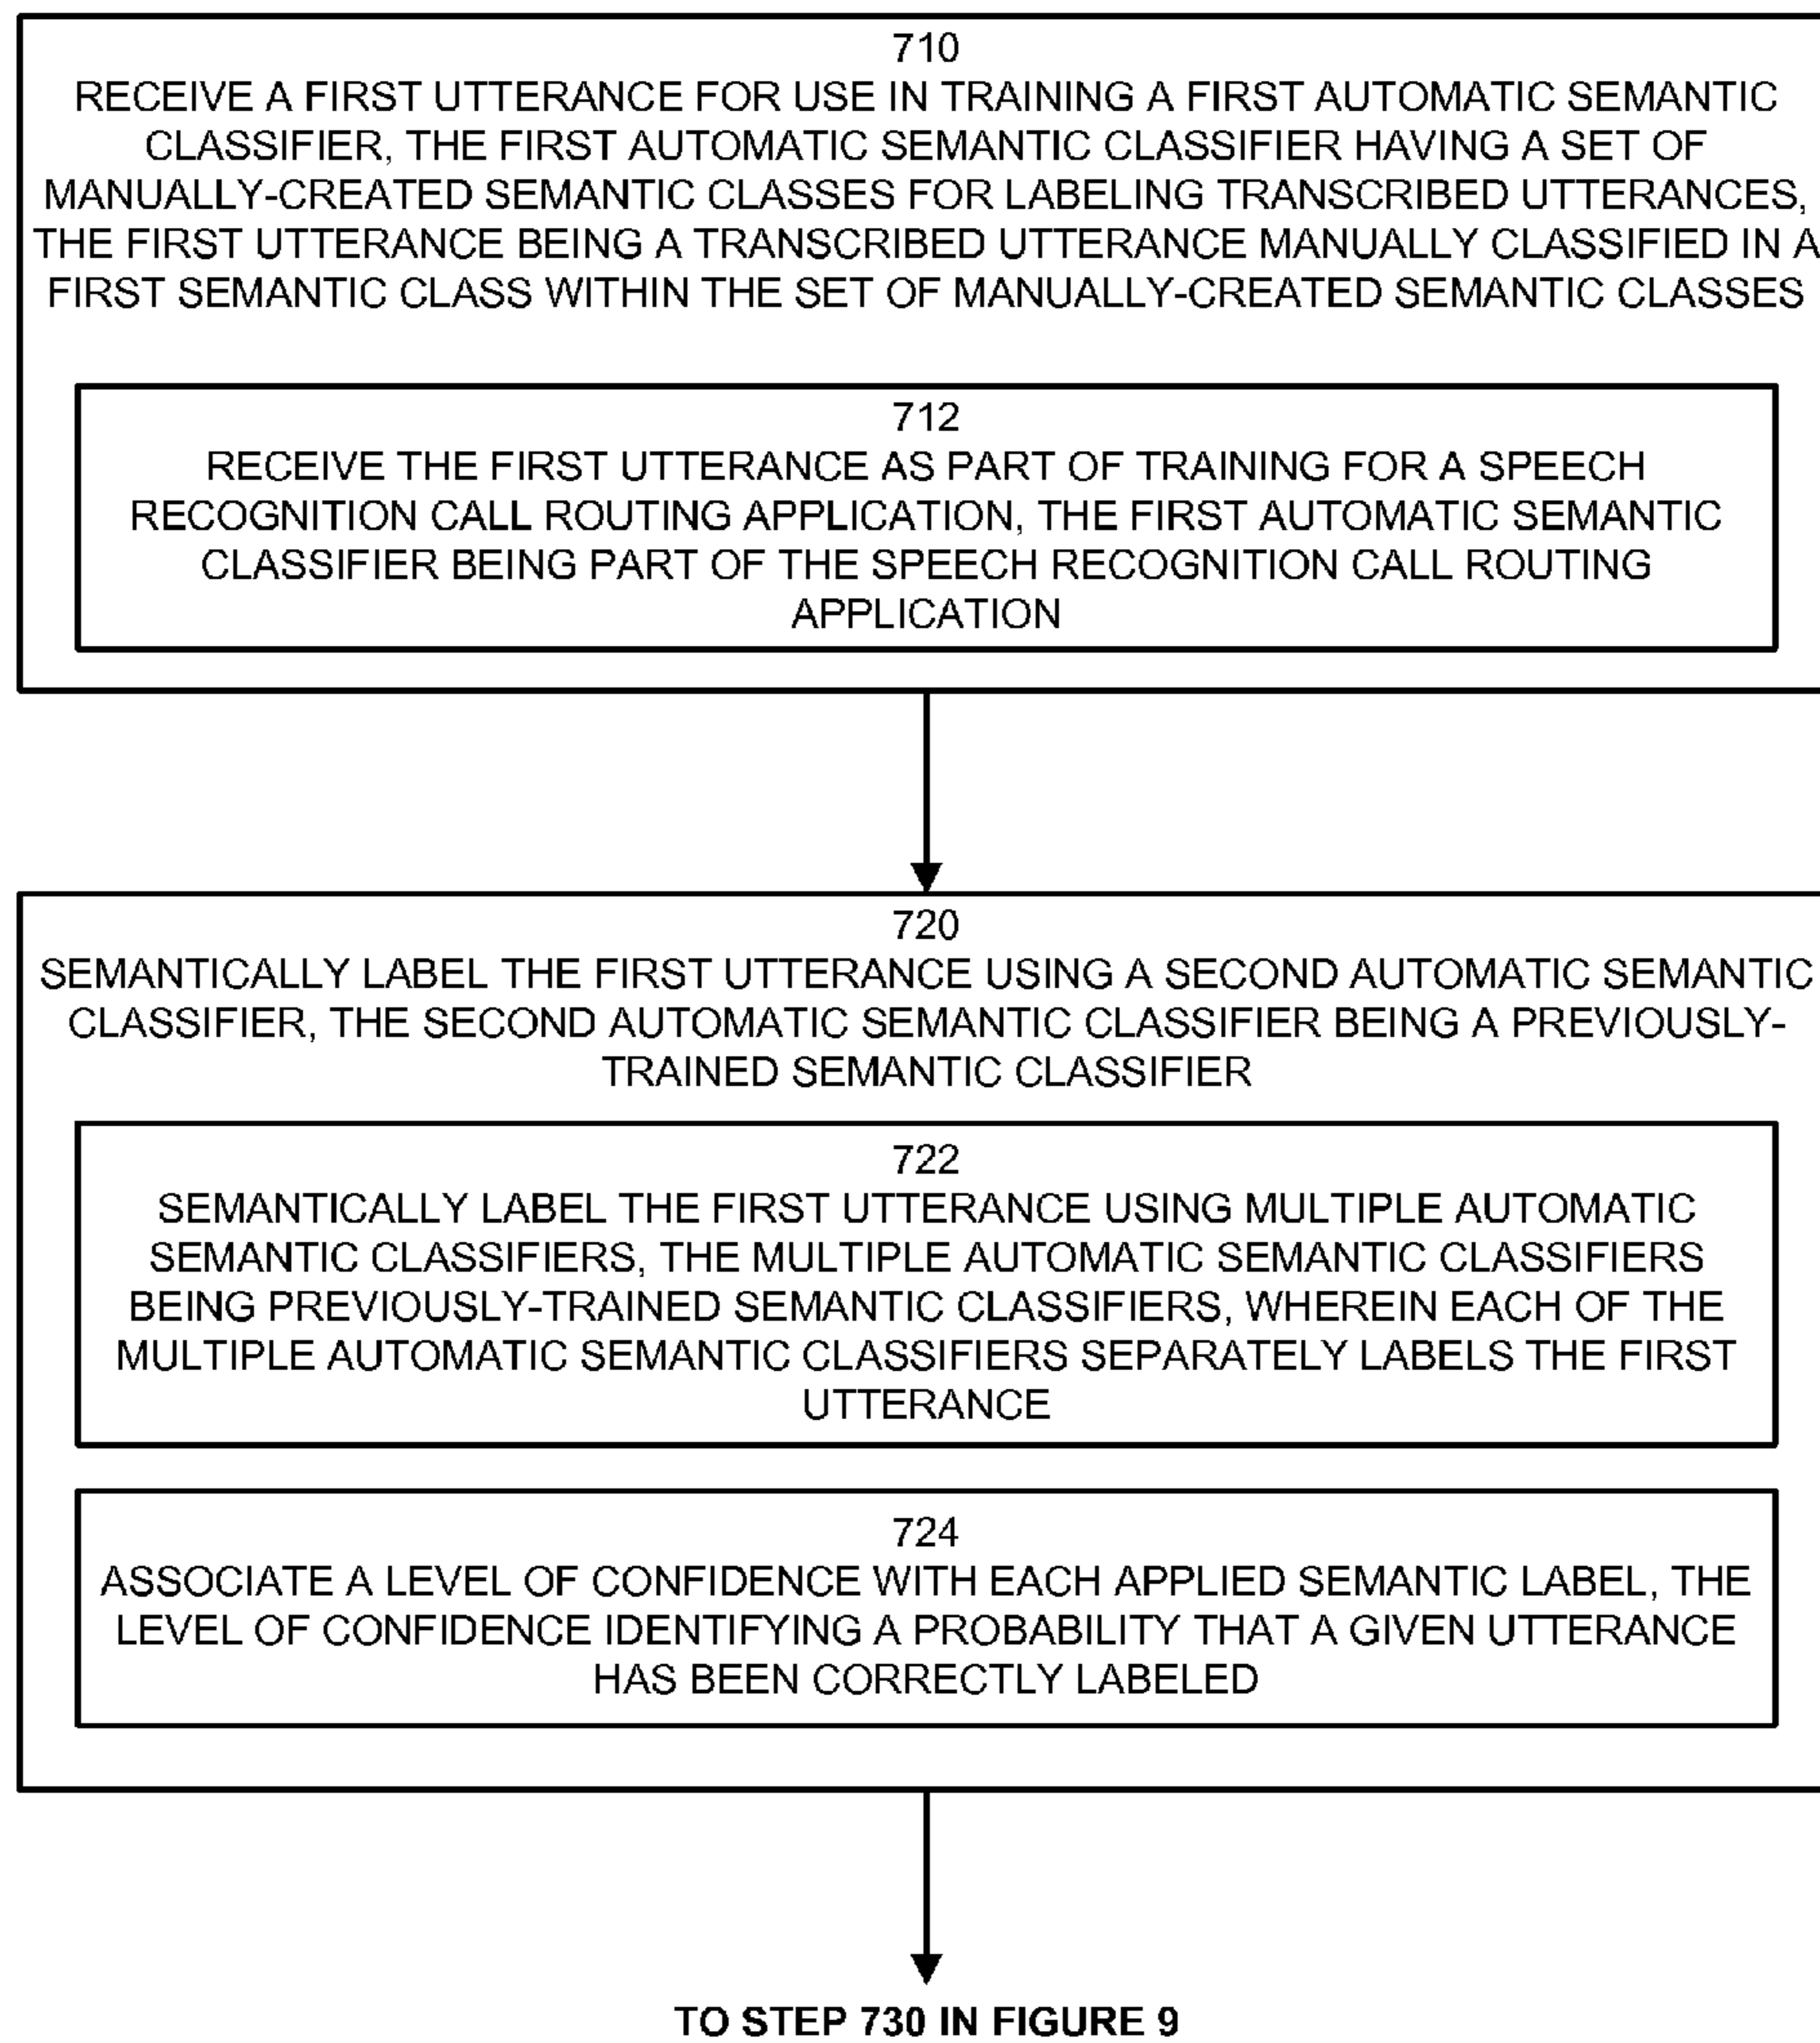 710
RECEIVE A FIRST UTTERANCE FOR USE IN TRAINING A FIRST AUTOMATIC SEMANTIC
CLASSIFIER, THE FIRST AUTOMATIC SEMANTIC CLASSIFIER HAVING A SET OF
MANUALLY-CREATED SEMANTIC CLASSES FOR LABELING TRANSCRIBED UTTERANCES,
THE FIRST UTTERANCE BEING A TRANSCRIBED UTTERANCE MANUALLY CLASSIFIED IN A
FIRST SEMANTIC CLASS WITHIN THE SET OF MANUALLY-CREATED SEMANTIC CLASSES
712
RECEIVE THE FIRST UTTERANCE AS PART OF TRAINING FOR A SPEECH
RECOGNITION CALL ROUTING APPLICATION, THE FIRST AUTOMATIC SEMANTIC
CLASSIFIER BEING PART OF THE SPEECH RECOGNITION CALL ROUTING
APPLICATION
720
SEMANTICALLY LABEL THE FIRST UTTERANCE USING A SECOND AUTOMATIC SEMANTIC
CLASSIFIER, THE SECOND AUTOMATIC SEMANTIC CLASSIFIER BEING A PREVIOUSLY-
TRAINED SEMANTIC CLASSIFIER
722
SEMANTICALLY LABEL THE FIRST UTTERANCE USING MULTIPLE AUTOMATIC
SEMANTIC CLASSIFIERS, THE MULTIPLE AUTOMATIC SEMANTIC CLASSIFIERS
BEING PREVIOUSLY-TRAINED SEMANTIC CLASSIFIERS, WHEREIN EACH OF THE
MULTIPLE AUTOMATIC SEMANTIC CLASSIFIERS SEPARATELY LABELS THE FIRST
UTTERANCE
724
ASSOCIATE A LEVEL OF CONFIDENCE WITH EACH APPLIED SEMANTIC LABEL, THE
LEVEL OF CONFIDENCE IDENTIFYING A PROBABILITY THAT A GIVEN UTTERANCE
HAS BEEN CORRECTLY LABELED
TO STEP 730 IN FIGURE 9